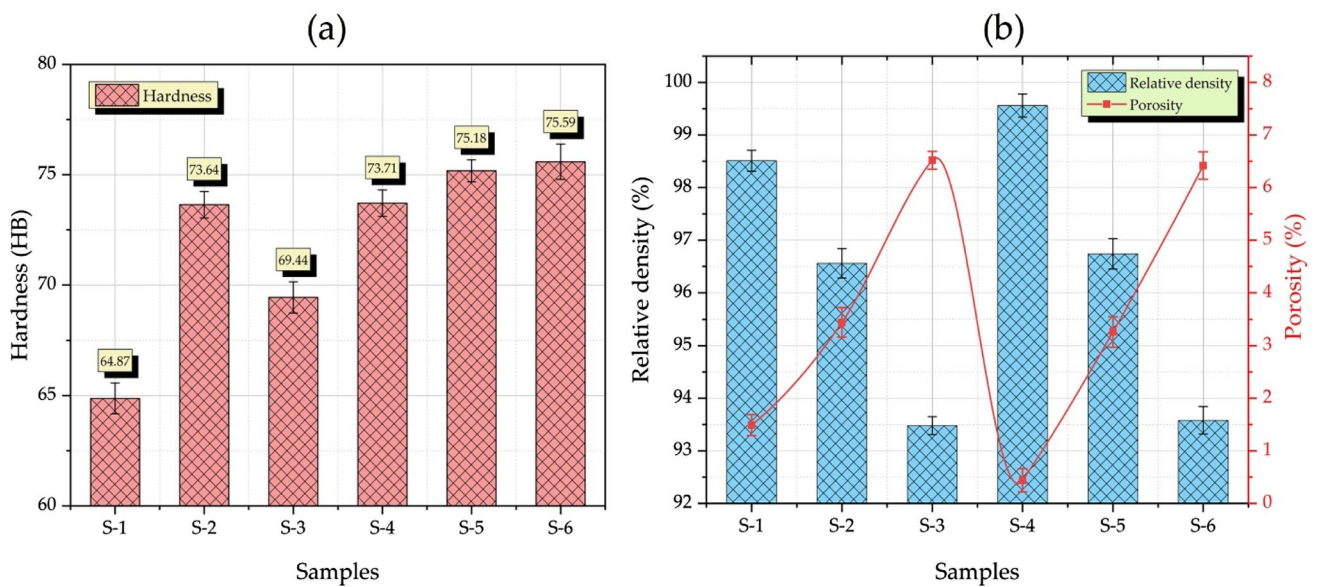 (a)
Hardness
80
75
70
65
60
Hardness (HB)
64.87
73.64
69.44
73.71
75.18
75.59
S-1 S-2 S-3 S-4 S-5 S-6
Samples
(b)
Relative density
Porosity
100
99
98
97
96
95
94
93
92
Relative density (%)
8
7
6
5
4
3
2
1
0
Porosity (%)
S-1 S-2 S-3 S-4 S-5 S-6
Samples